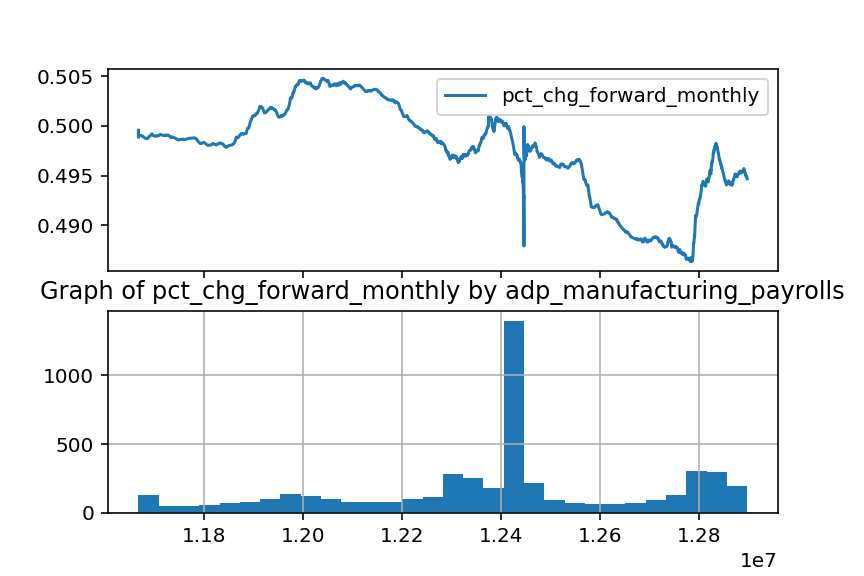 0.505
0.500
0.495
0.490
pct_chg_forward_monthly
Graph of pct_chg_forward_monthly by adp_manufacturing_payrolls
1000
500
0
1.18 1.20 1.22 1.24 1.26 1.28
1e7